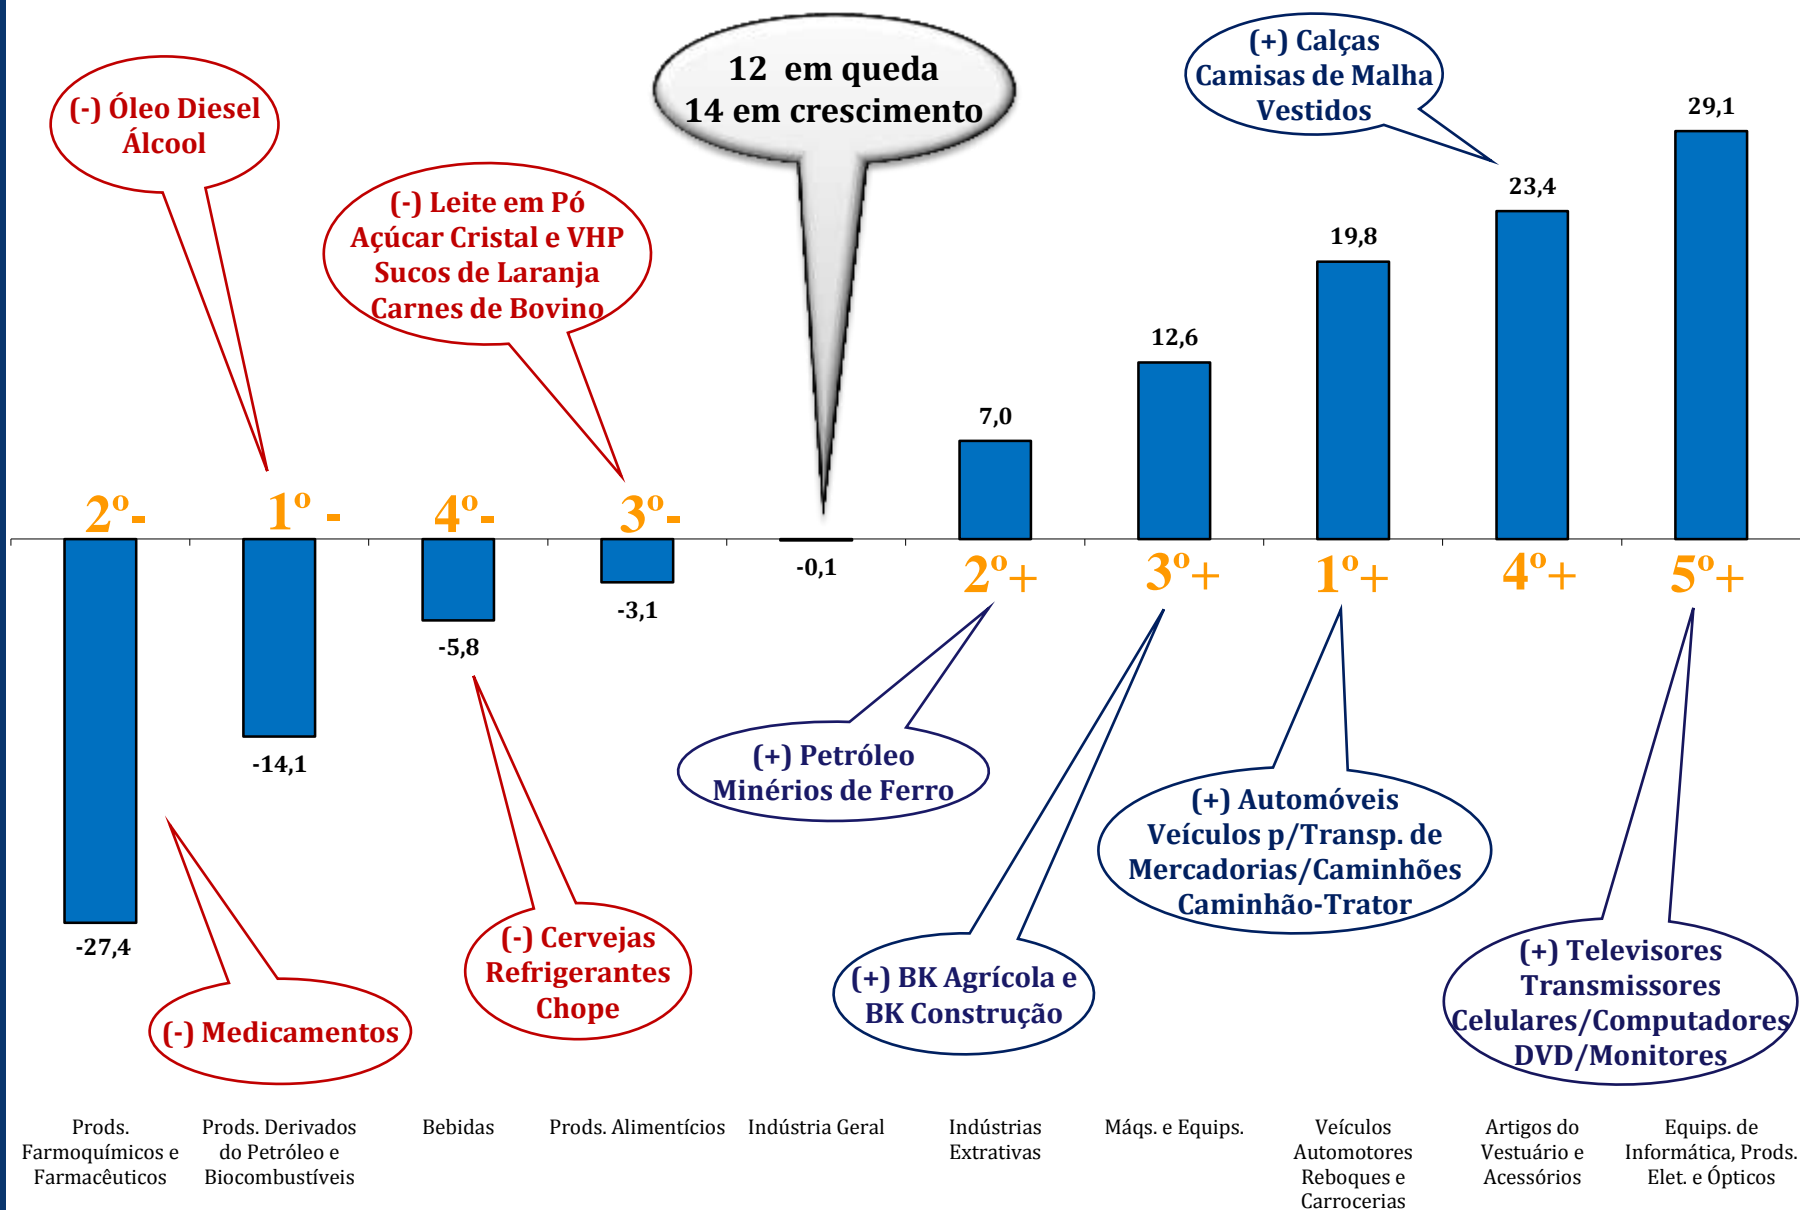 12 em queda
14 em crescimento
(-) Óleo Diesel
Álcool
(-) Leite em Pó
Açúcar Cristal e VHP
Sucos de Laranja
Carnes de Bovino
(+) Calças
Camisas de Malha
Vestidos
29,1
23,4
19,8
12,6
7,0
2º-
1º -
4º-
3º-
-0,1
2º+
3º+
1º+
4º+
5º+
-3,1
-5,8
-14,1
-27,4
(+) Petróleo
Minérios de Ferro
(+) Automóveis
Veículos p/Transp. de
Mercadorias/Caminhões
Caminhão-Trator
(-) Medicamentos
(-) Cervejas
Refrigerantes
Chope
(+) BK Agrícola e
BK Construção
(+) Televisores
Transmissores
Celulares/Computadores
DVD/Monitores
Prods.
Farmoquímicos e
Farmacêuticos
Prods. Derivados
do Petróleo e
Biocombustíveis
Bebidas
Prods. Alimentícios
Indústria Geral
Indústrias
Extrativas
Máqs. e Equips.
Veículos
Automotores
Reboques e
Carrocerias
Artigos do
Vestuário e
Acessórios
Equips. de
Informática, Prods.
Elet. e Ópticos